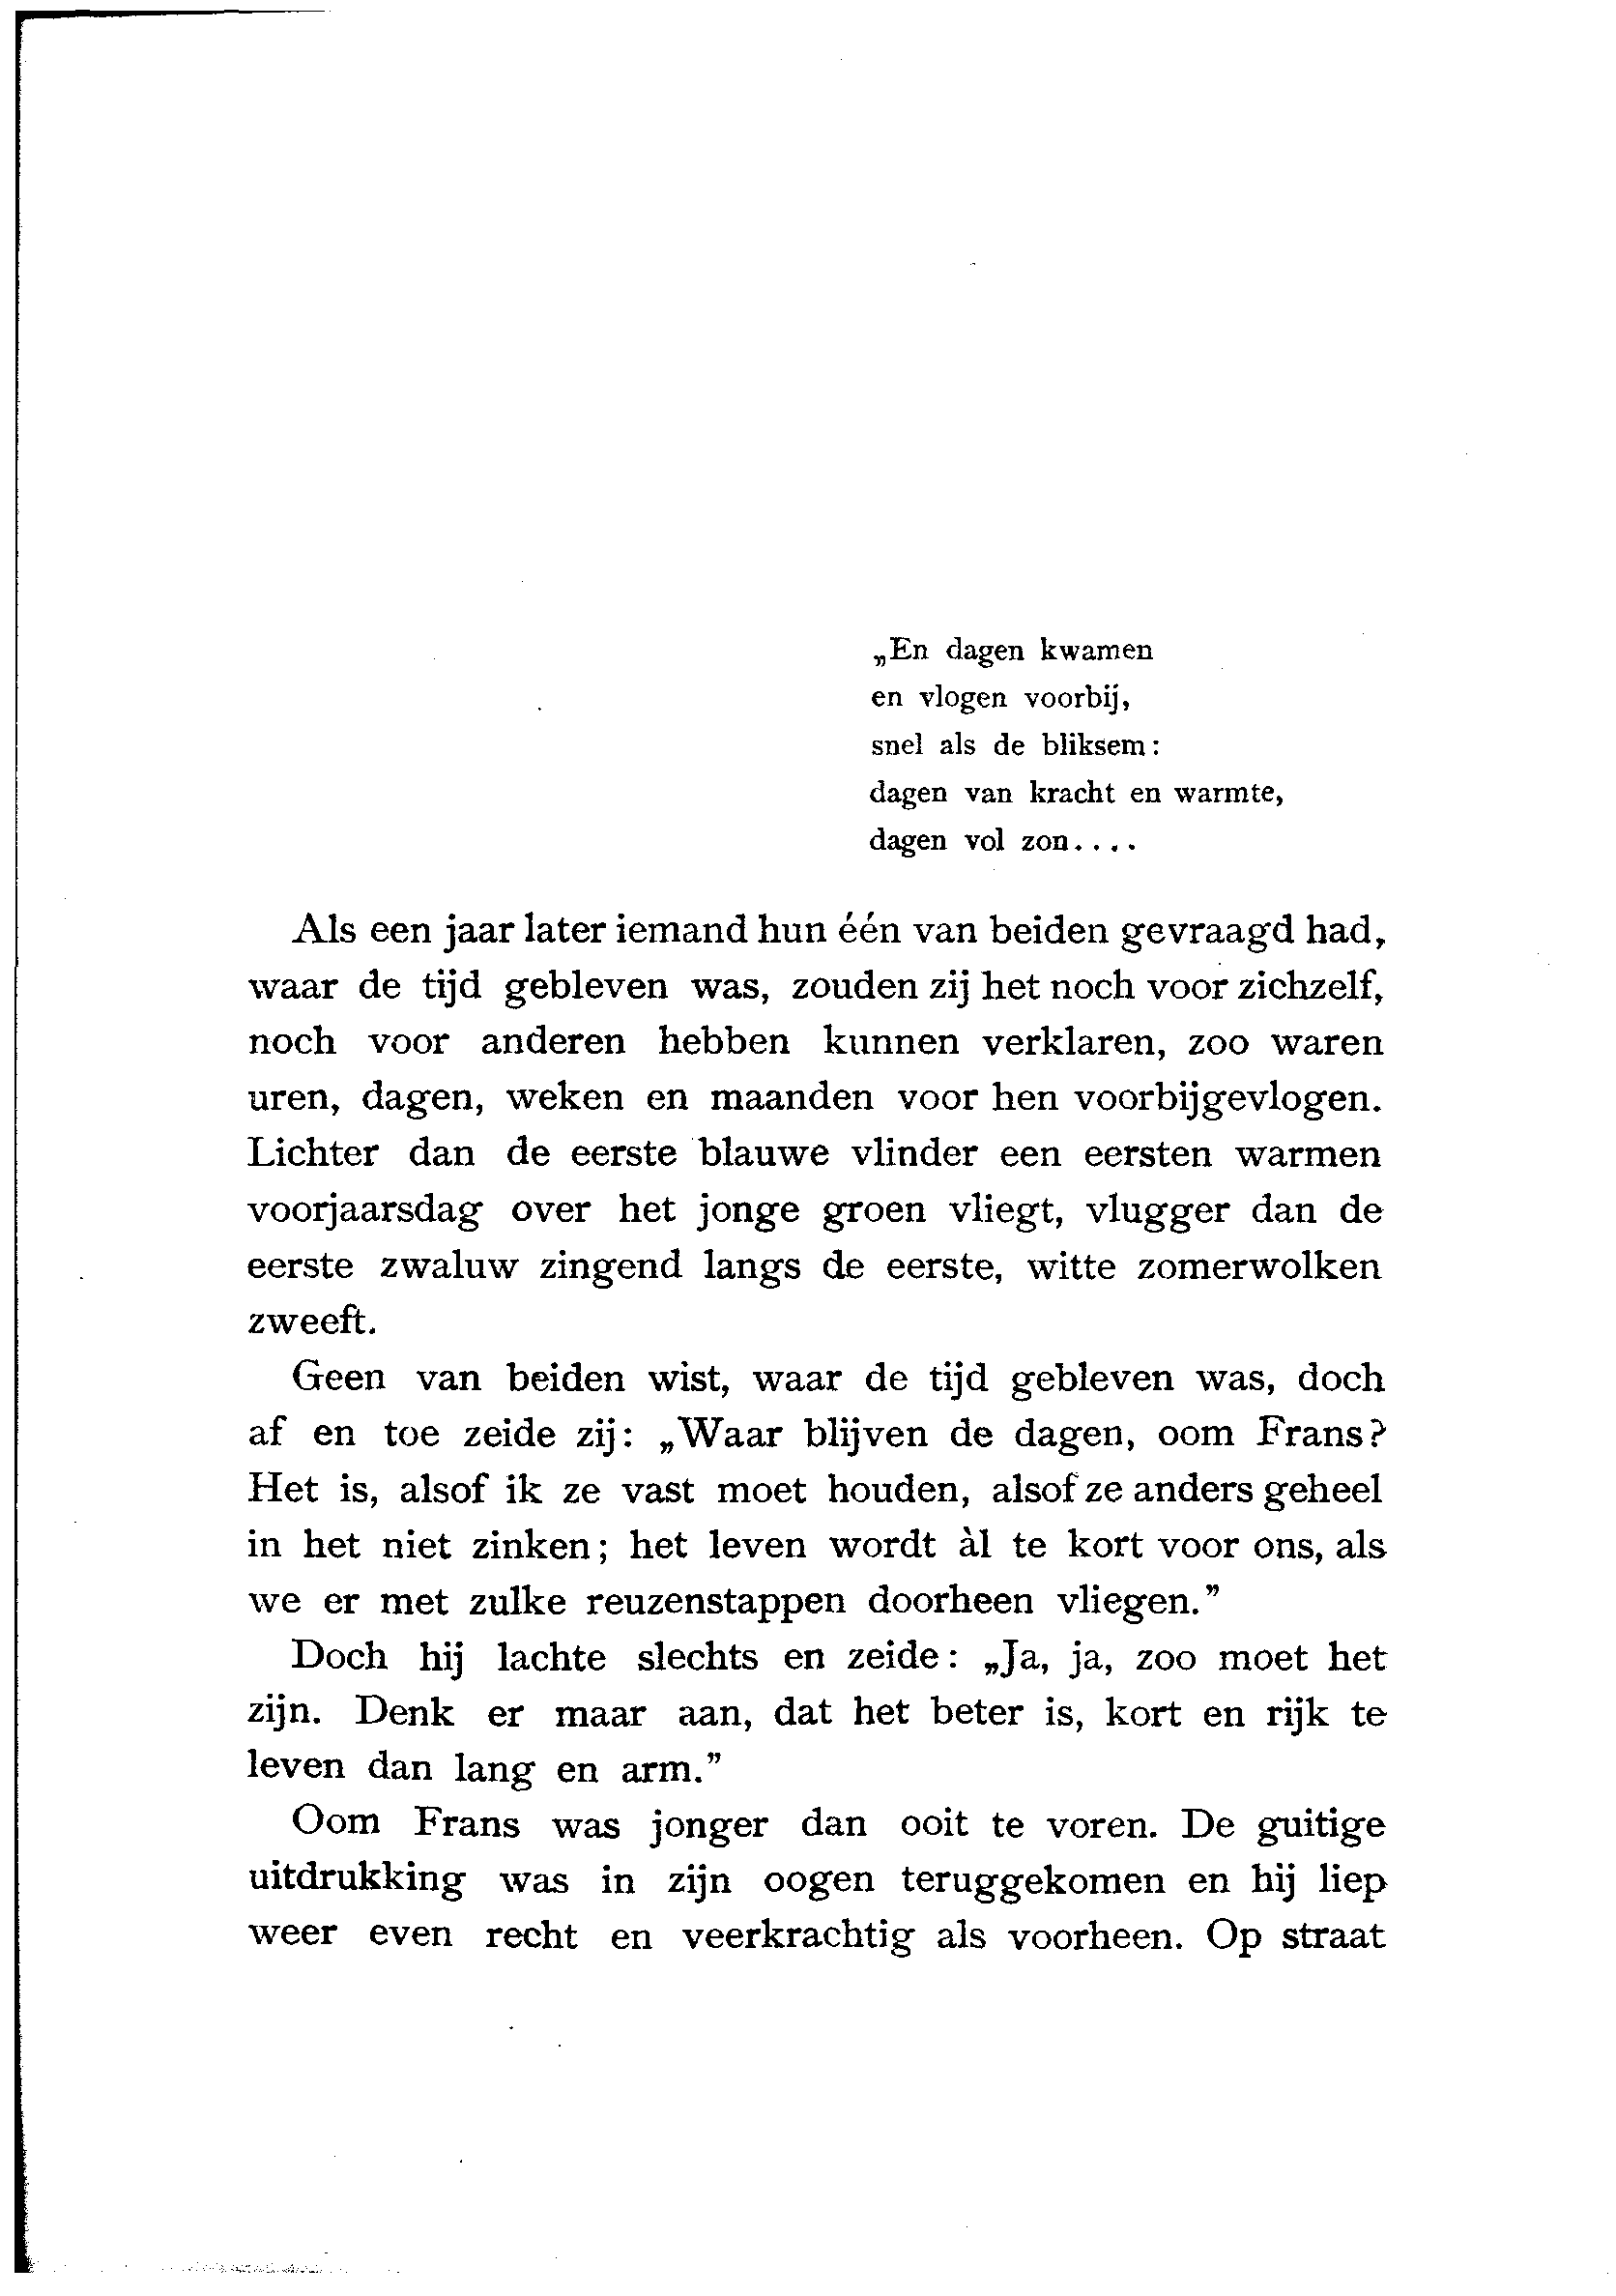 „En dagen kwamen
en vlogen voorbij,
snel als de bliksem:
dagen van kracht en warmte,
dagen vol zon....
Als een jaar later iemand hun één van beiden gevraagd had,
waar de tijd gebleven was, zouden zij het noch voor zichzelf,
noch voor anderen hebben kunnen verklaren, zoo waren
uren, dagen, weken en maanden voor hen voorbijgevlogen.
Lichter dan de eerste blauwe vlinder een eersten warmen
voorjaarsdag over het jonge groen vliegt, vlugger dan de
eerste zwaluw zingend langs de eerste, witte zomerwolken
zweeft.
Geen van beiden wist, waar de tijd gebleven was, doch
af en toe zeide zij: „Waar blijven de dagen, oom Frans?
Het is, alsof ik ze vast moet houden, alsof ze anders geheel
in het niet zinken; het leven wordt àl te kort voor ons, als
we er met zulke reuzenstappen doorheen vliegen.”
Doch hij lachte slechts en zeide: „Ja, ja, zoo moet het
zijn. Denk er maar aan, dat het beter is, kort en rijk te
leven dan lang en arm.”
Oom Frans was jonger dan ooit te voren. De guitige
uitdrukking was in zijn oogen teruggekomen en hij liep
weer even recht en veerkrachtig als voorheen. Op straat